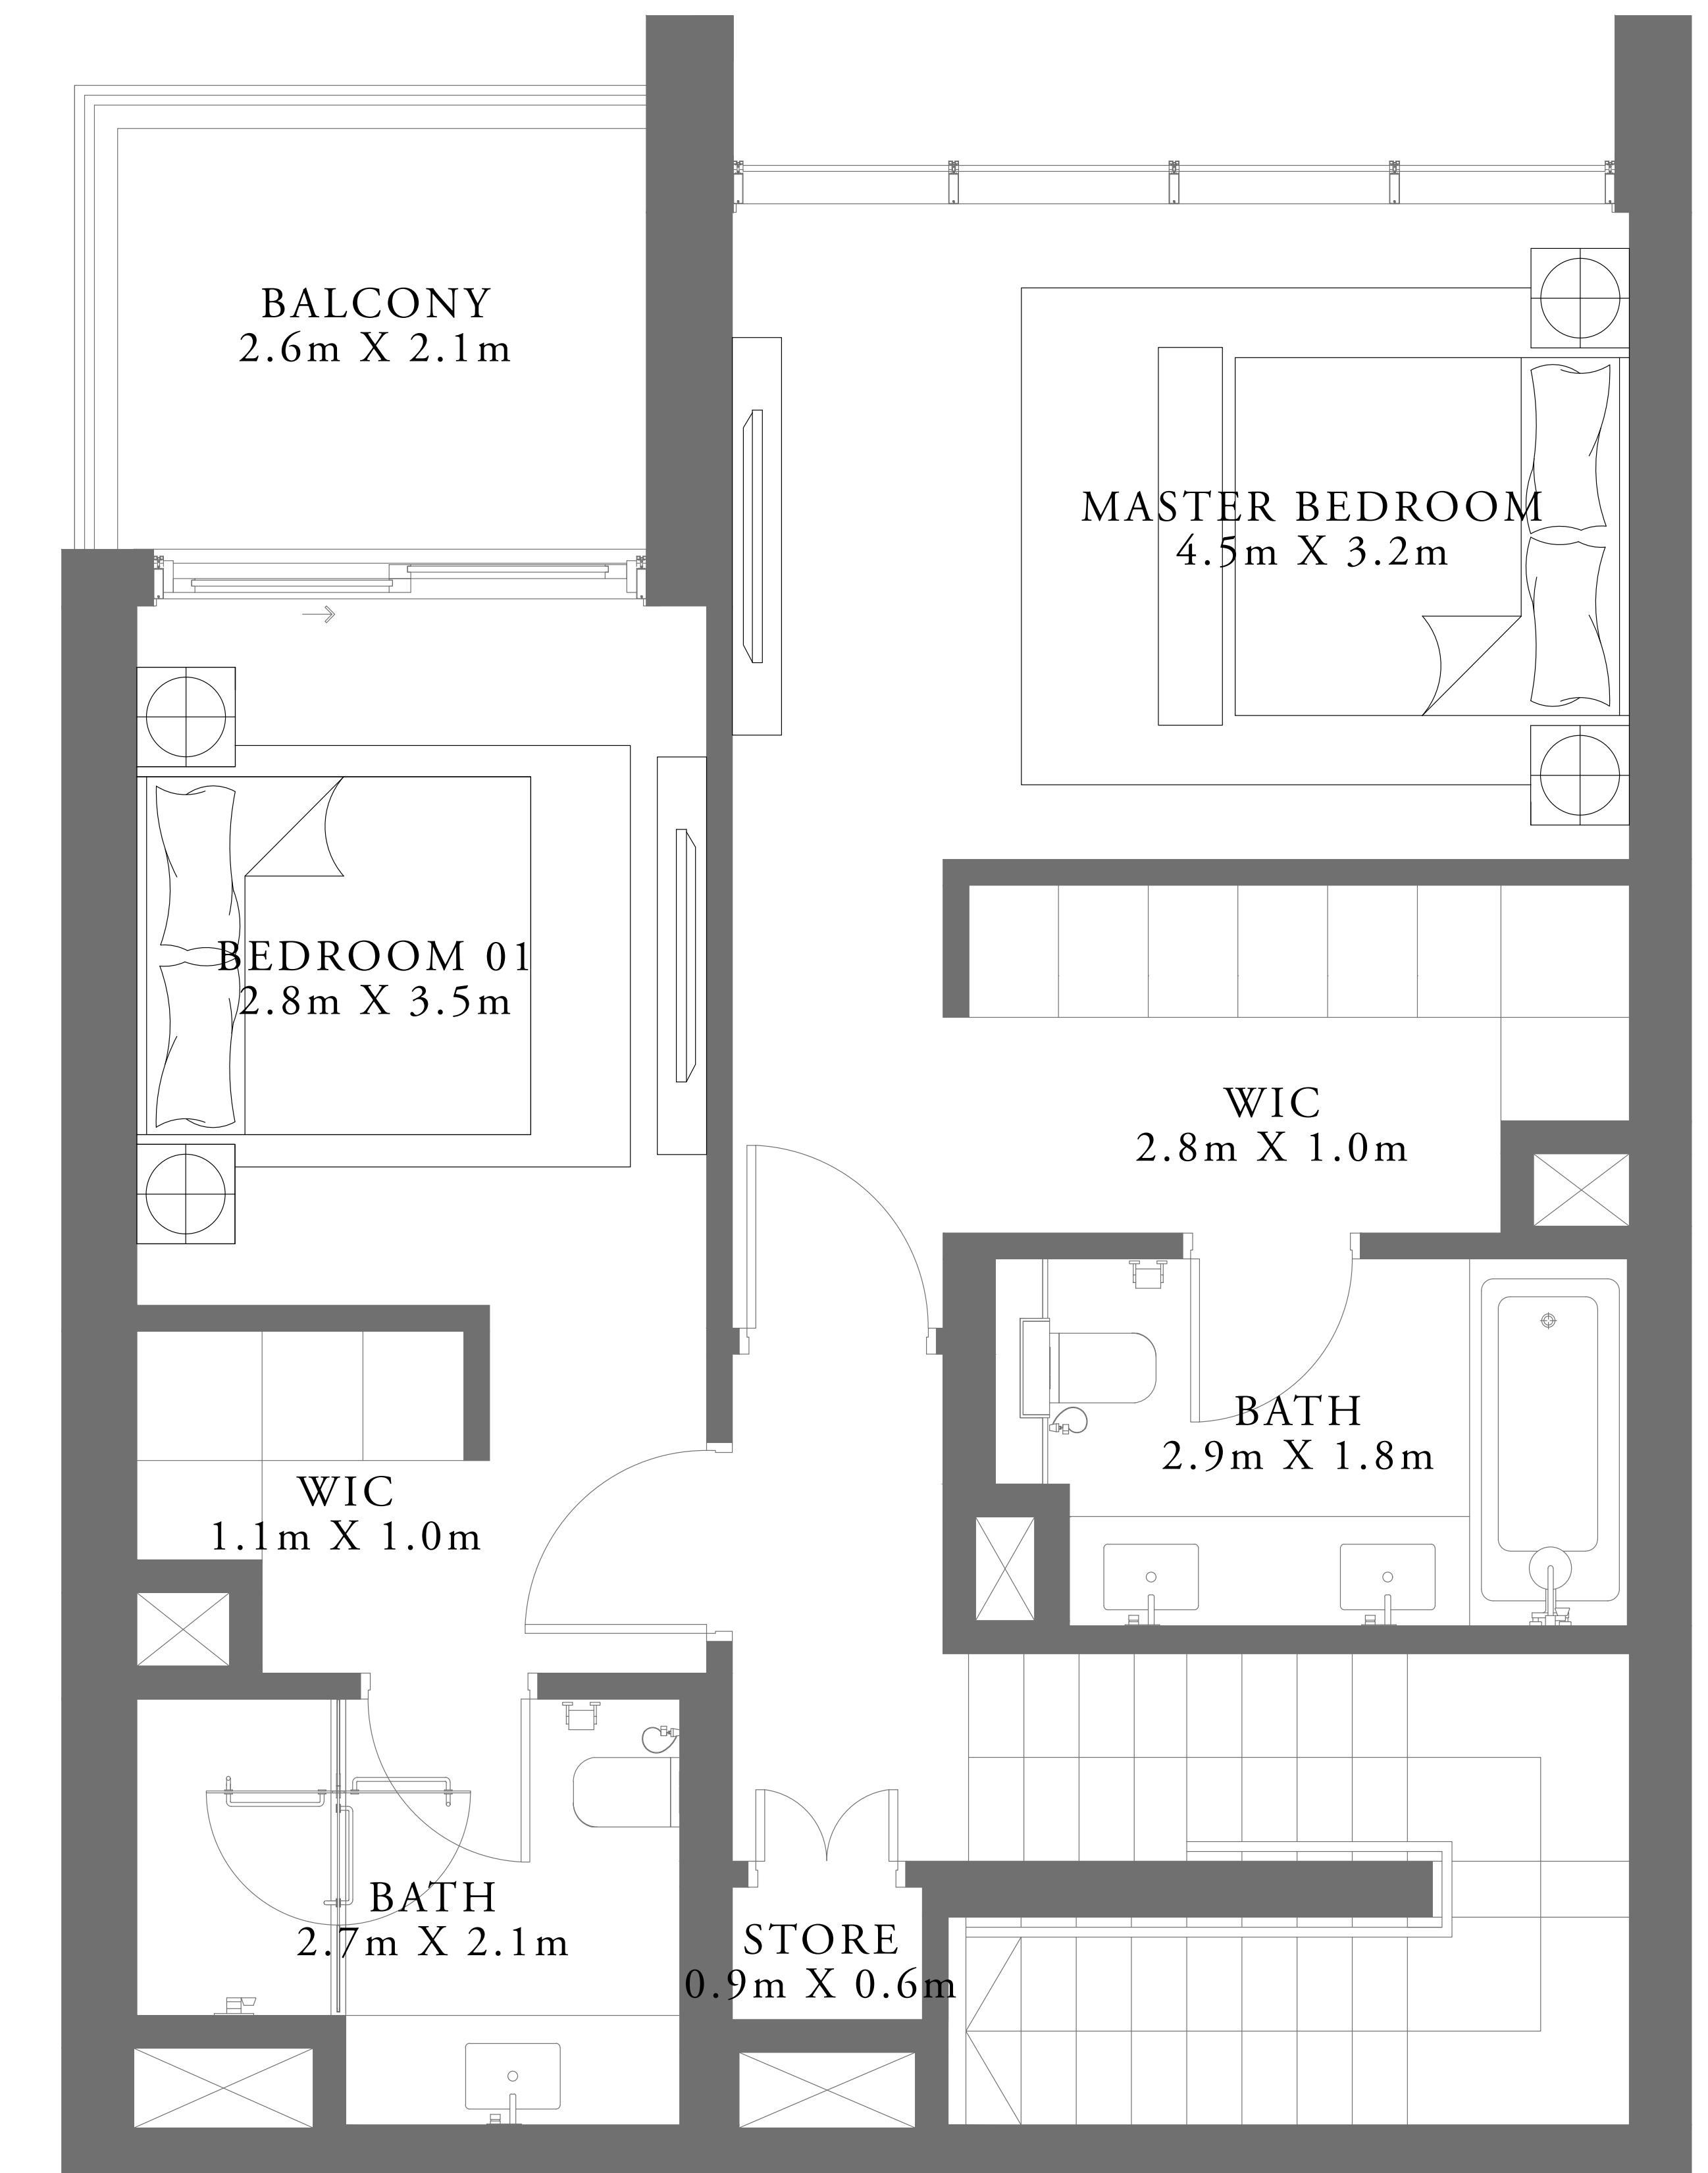 BALCONY
2.6m X 2.1m
MASTER BEDROOM
4.5m X 3.2m
BEDROOM 01
2.8m X 3.5m
WIC
2.8m X 1.0m
BATH
2.9m X 1.8m
WIC
1.1m X 1.0m
BATH
2.7m X 2.1m
STORE
0.9m X 0.6m